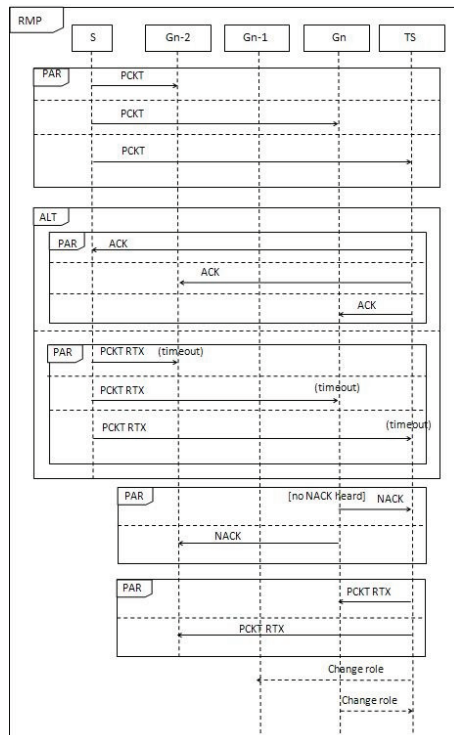 RMP
S Gn-2 Gn-1 Gn TS
PAR PCKT
PCKT
PCKT
ALT
PAR ACK
ACK
ACK
PAR PCKT RTX (timeout)
PCKT RTX (timeout)
PCKT RTX (timeout)
PAR [no NACK heard] NACK
NACK
PAR PCKT RTX
PCKT RTX
Change role
Change role